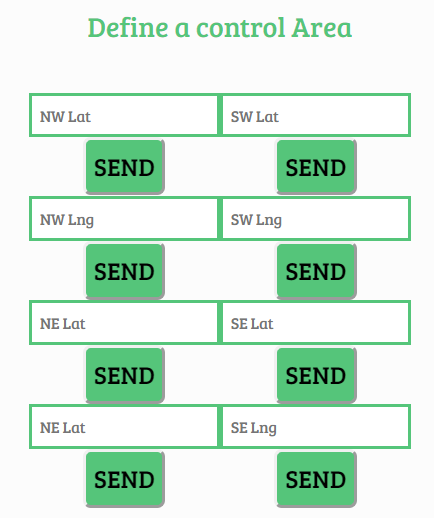 Define a control Area
NW Lat SW Lat
SEND SEND
NW Lng SW Lng
SEND SEND
NE Lat SE Lat
SEND SEND
NE Lat SE Lng
SEND SEND